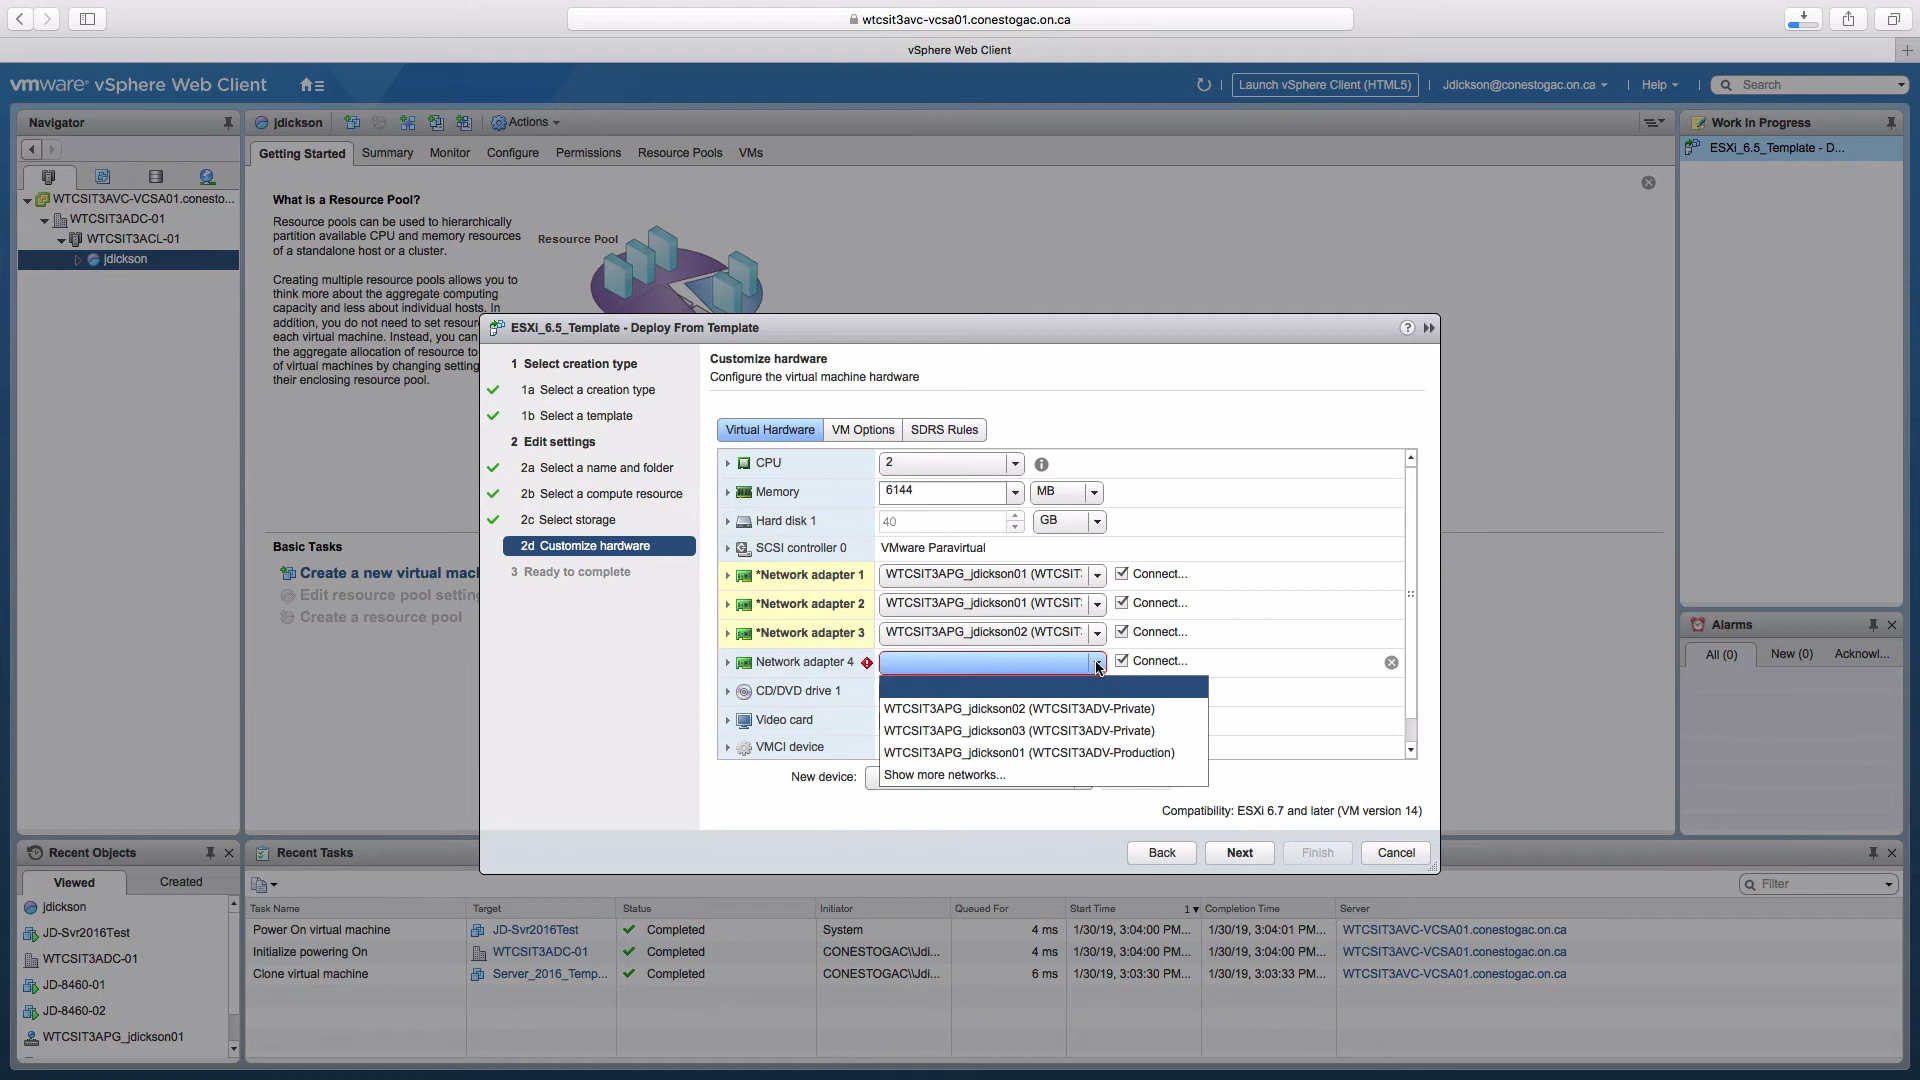 wtcsit3avc-vcsa01.conestogac.on.ca
vSphere Web Client
vmware® vSphere Web Client
Launch vSphere Client (HTML5)
Jdickson@conestogac.on.ca
Help
Search
Navigator
WTCSIT3AVC-VCSA01.conesto...
WTCSIT3ADC-01
WTCSIT3ACL-01
jdickson
jdickson
Actions
Getting Started
Summary
Monitor
Configure
Permissions
Resource Pools
VMs
What is a Resource Pool?
Resource pools can be used to hierarchically
partition available CPU and memory resources
of a standalone host or a cluster.
Creating multiple resource pools allows you to
think more about the aggregate computing
capacity and less about individual hosts. In
addition, you do not need to set resour
each virtual machine. Instead, you can
the aggregate allocation of resource to
of virtual machines by changing setting
their enclosing resource pool.
Resource Pool
Basic Tasks
Create a new virtual macl
Edit resource pool setting
Create a resource pool
Work In Progress
ESXi_6.5_Template - D...
Alarms
All (0)
New (0)
Acknowl...
ESXi_6.5_Template - Deploy From Template
1 Select creation type
1a Select a creation type
1b Select a template
2 Edit settings
2a Select a name and folder
2b Select a compute resource
2c Select storage
2d Customize hardware
3 Ready to complete
Customize hardware
Configure the virtual machine hardware
Virtual Hardware
VM Options
SDRS Rules
CPU
2
Memory
6144
MB
Hard disk 1
40
GB
SCSI controller 0
VMware Paravirtual
*Network adapter 1
WTCSIT3APG_jdickson01 (WTCSIT:
Connect...
*Network adapter 2
WTCSIT3APG_jdickson01 (WTCSIT:
Connect...
*Network adapter 3
WTCSIT3APG_jdickson02 (WTCSIT:
Connect...
Network adapter 4
Connect...
CD/DVD drive 1
Video card
VMCI device
WTCSIT3APG_jdickson02 (WTCSIT3ADV-Private)
WTCSIT3APG_jdickson03 (WTCSIT3ADV-Private)
WTCSIT3APG_jdickson01 (WTCSIT3ADV-Production)
Show more networks...
New device:
Compatibility: ESXi 6.7 and later (VM version 14)
Back
Next
Finish
Cancel
Recent Objects
Viewed
Created
jdickson
JD-Svr2016Test
WTCSIT3ADC-01
JD-8460-01
JD-8460-02
WTCSIT3APG_jdickson01
Recent Tasks
Filter
Task Name
Target
Status
Initiator
Queued For
Start Time
1
Completion Time
Server
Power On virtual machine
JD-Svr2016Test
Completed
System
4 ms
1/30/19, 3:04:00 PM...
1/30/19, 3:04:01 PM...
WTCSIT3AVC-VCSA01.conestogac.on.ca
Initialize powering On
WTCSIT3ADC-01
Completed
CONESTOGAC\\Jdi...
4 ms
1/30/19, 3:04:00 PM...
1/30/19, 3:04:00 PM...
WTCSIT3AVC-VCSA01.conestogac.on.ca
Clone virtual machine
Server_2016_Temp...
Completed
CONESTOGAC\\Jdi...
6 ms
1/30/19, 3:03:30 PM...
1/30/19, 3:03:33 PM...
WTCSIT3AVC-VCSA01.conestogac.on.ca